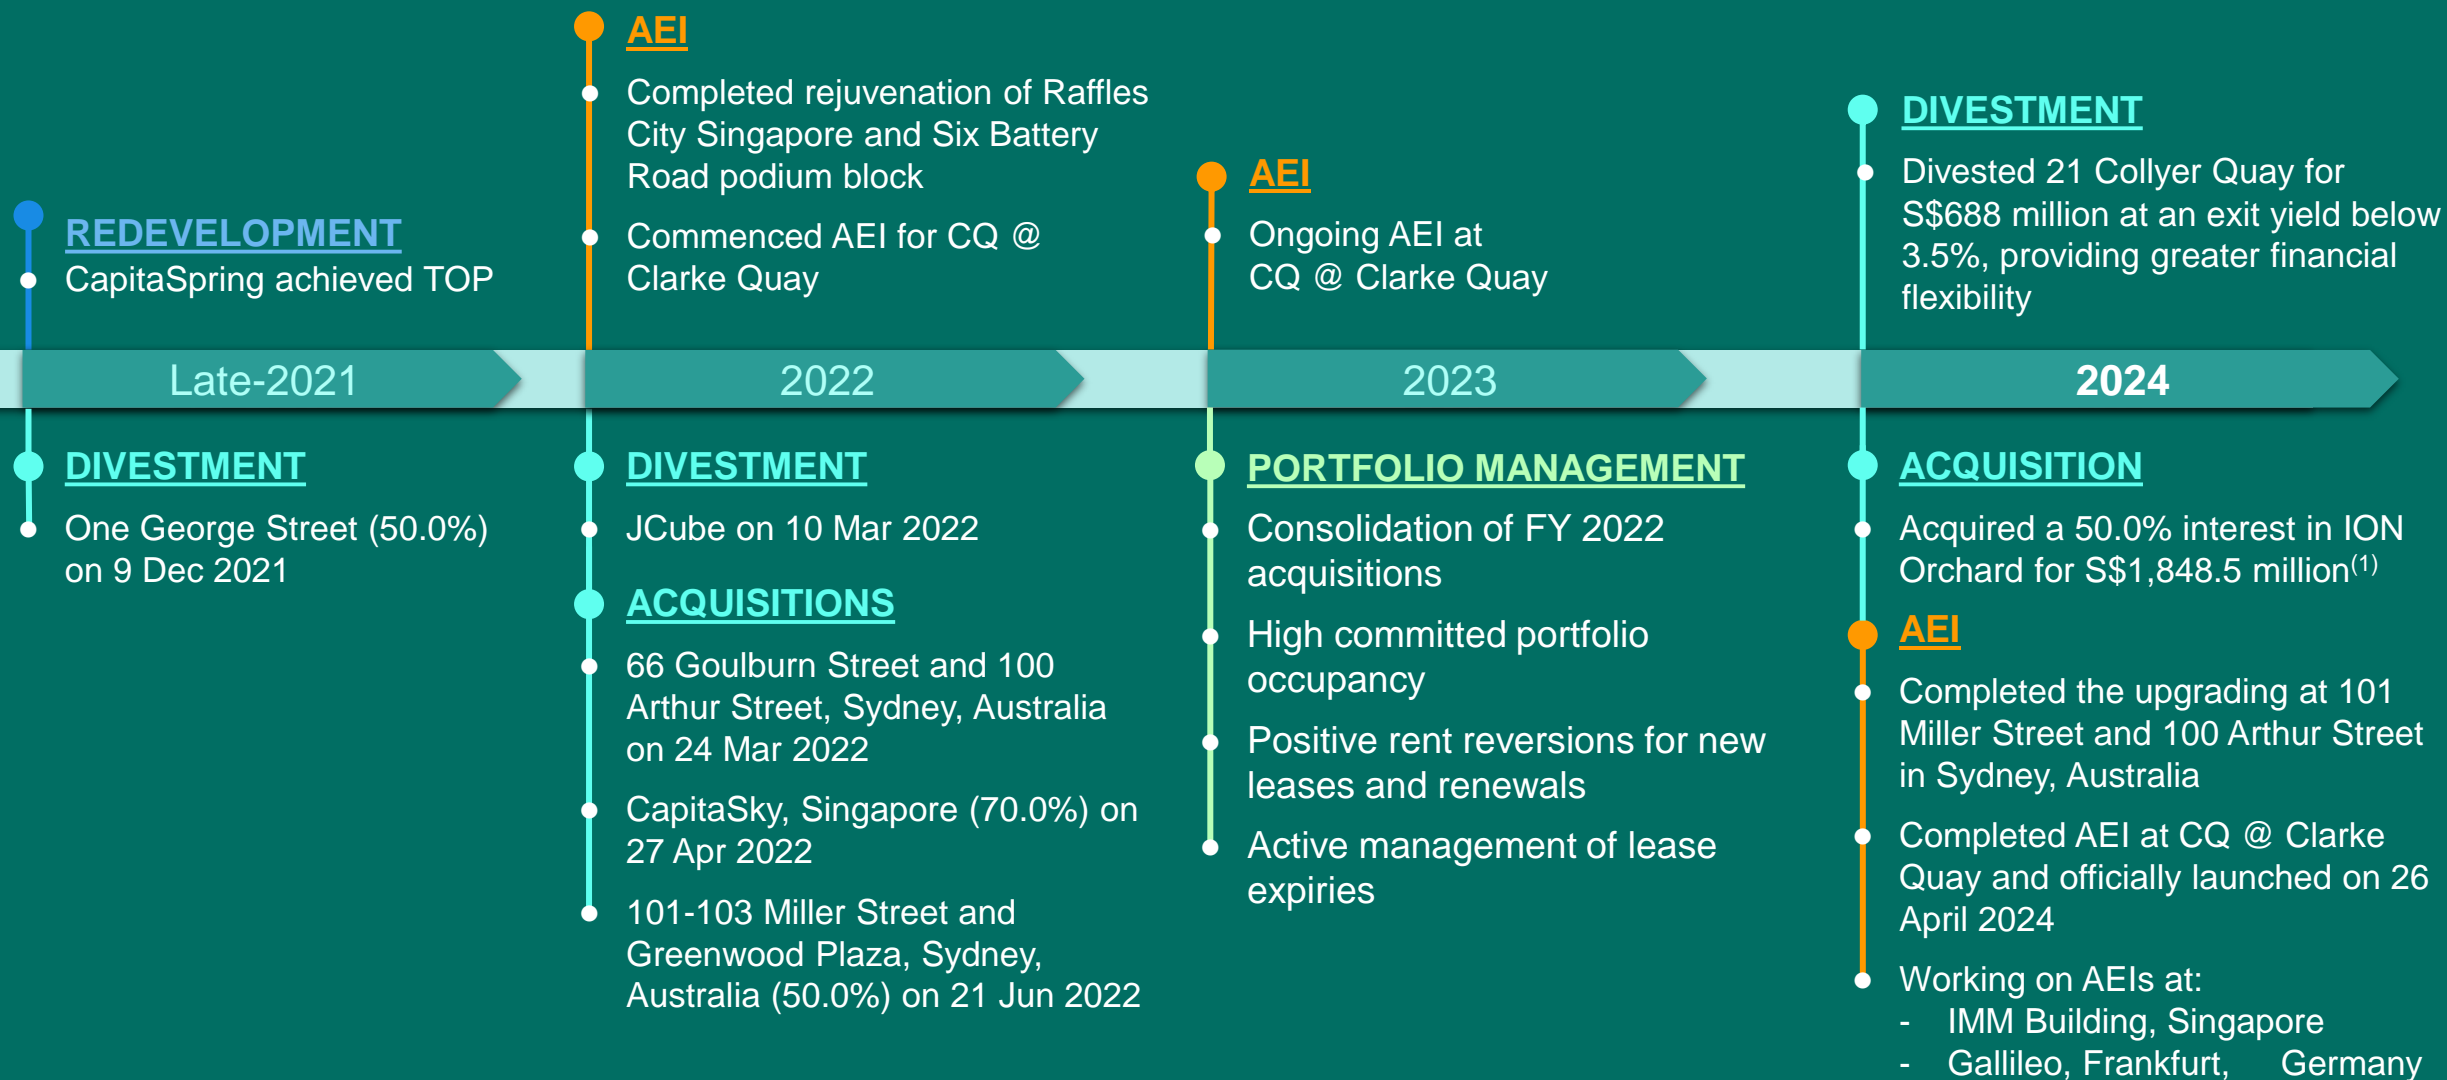 REDEVELOPMENT
CapitaSpring achieved TOP
AEI
Completed rejuvenation of Raffles
City Singapore and Six Battery
Road podium block
Commenced AEI for CQ @
Clarke Quay
AEI
Ongoing AEI at
CQ @ Clarke Quay
DIVESTMENT
Divested 21 Collyer Quay for
S$688 million at an exit yield below
3.5%, providing greater financial
flexibility
Late-2021
2022
2023
2024
DIVESTMENT
One George Street (50.0%)
on 9 Dec 2021
DIVESTMENT
JCube on 10 Mar 2022
ACQUISITIONS
66 Goulburn Street and 100
Arthur Street, Sydney, Australia
on 24 Mar 2022
CapitaSky, Singapore (70.0%) on
27 Apr 2022
101-103 Miller Street and
Greenwood Plaza, Sydney,
Australia (50.0%) on 21 Jun 2022
PORTFOLIO MANAGEMENT
Consolidation of FY 2022
acquisitions
High committed portfolio
occupancy
Positive rent reversions for new
leases and renewals
Active management of lease
expiries
ACQUISITION
Acquired a 50.0% interest in ION
Orchard for S$1,848.5 million(1)
AEI
Completed the upgrading at 101
Miller Street and 100 Arthur Street
in Sydney, Australia
Completed AEI at CQ @ Clarke
Quay and officially launched on 26
April 2024
Working on AEIs at:
- IMM Building, Singapore
- Gallileo, Frankfurt, Germany